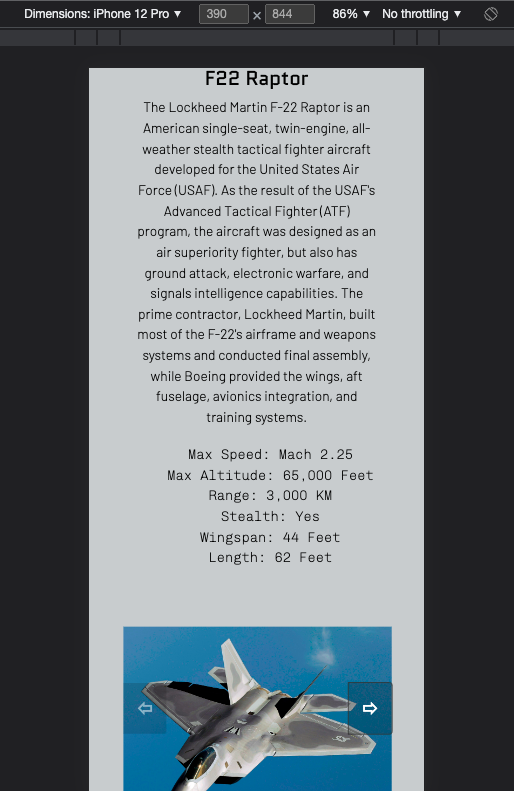 Dimensions: iPhone 12 Pro ▼ 390 × 844 86% ▼ No throttling ▼
F22 Raptor
The Lockheed Martin F-22 Raptor is an
American single-seat, twin-engine, all-
weather stealth tactical fighter aircraft
developed for the United States Air
Force (USAF). As the result of the USAF's
Advanced Tactical Fighter (ATF)
program, the aircraft was designed as an
air superiority fighter, but also has
ground attack, electronic warfare, and
signals intelligence capabilities. The
prime contractor, Lockheed Martin, built
most of the F-22's airframe and weapons
systems and conducted final assembly,
while Boeing provided the wings, aft
fuselage, avionics integration, and
training systems.
Max Speed: Mach 2.25
Max Altitude: 65,000 Feet
Range: 3,000 KM
Stealth: Yes
Wingspan: 44 Feet
Length: 62 Feet